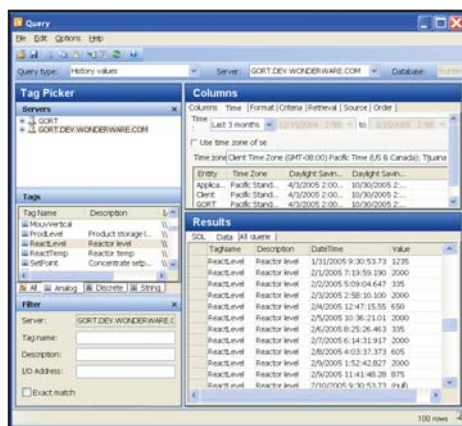 Query
File Edit Options Help
Query type: History values Server: GORT.DEV.WONDERWARE.COM Database:
Tag Picker
Servers
GORT
GORT.DEV.WONDERWARE.COM
Tags
Tag Name Description
MouvVertical
ProdLevel Product storage l...
ReactLevel Reactor level
ReactTemp Reactor temp
SetPoint Concentrate setp...
All Analog Discrete String
Filter
Server: GORT.DEV.WONDERWARE.C
Tag name:
Description:
I/O Address:
Exact match
Columns
Columns Time Format Criteria Retrieval Source Order
Time : Last 3 months to
Use time zone of se
Time zone Client Time Zone (GMT-08:00) Pacific Time (US & Canada); Tijuana
Entity Time Zone Daylight Savin... Daylight Savin...
Applica... Pacific Stand... 4/3/2005 2:00... 10/30/2005 2:...
Client Pacific Stand... 4/3/2005 2:00... 10/30/2005 2:...
GORT Pacific Stand... 4/3/2005 2:00... 10/30/2005 2:...
Results
SQL Data All querie
TagName Description DateTime Value
ReactLevel Reactor level 1/31/2005 9:30:53.73 1235
ReactLevel Reactor level 2/1/2005 7:19:59.190 2000
ReactLevel Reactor level 2/2/2005 5:09:04.647 335
ReactLevel Reactor level 2/3/2005 2:58:10.100 2000
ReactLevel Reactor level 2/4/2005 12:47:15.55 650
ReactLevel Reactor level 2/5/2005 10:36:21.01 2000
ReactLevel Reactor level 2/6/2005 8:25:26.463 335
ReactLevel Reactor level 2/7/2005 6:14:31.917 2000
ReactLevel Reactor level 2/8/2005 4:03:37.373 605
ReactLevel Reactor level 2/9/2005 1:52:42.827 2000
ReactLevel Reactor level 2/9/2005 11:41:48.28 875
ReactLevel Reactor level 2/10/2005 9:30:53.73 (null)
100 rows